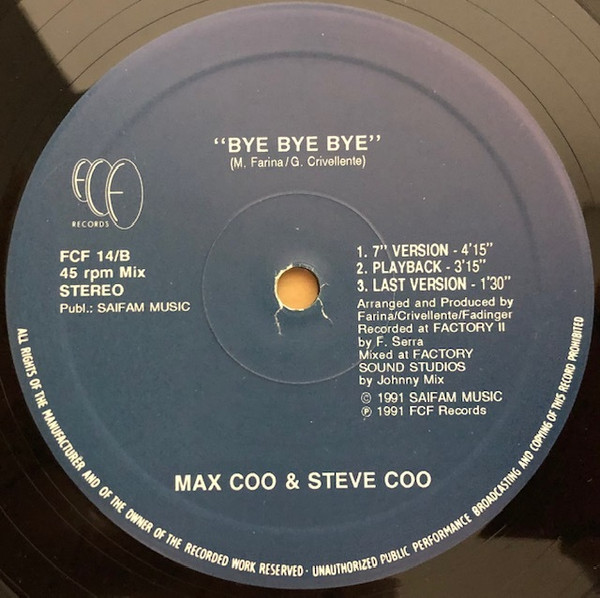 "BYE BYE BYE"
(M. Farina/G. Crivellente)
FCF
RECORDS
FCF 14/B
45 rpm Mix
STEREO
Publ.: SAIFAM MUSIC
1. 7" VERSION - 4'15"
2. PLAYBACK - 3'15"
3. LAST VERSION - 1'30"
Arranged and Produced by
Farina/Crivellente/Fadinger
Recorded at FACTORY II
by F. Serra
Mixed at FACTORY
SOUND STUDIOS
by Johnny Mix
© 1991 SAIFAM MUSIC
℗ 1991 FCF Records
MAX COO & STEVE COO
ALL RIGHTS OF THE MANUFACTURER AND OF THE OWNER OF THE RECORDED WORK RESERVED · UNAUTHORIZED PUBLIC PERFORMANCE BROADCASTING AND COPYING OF THIS RECORD PROHIBITED